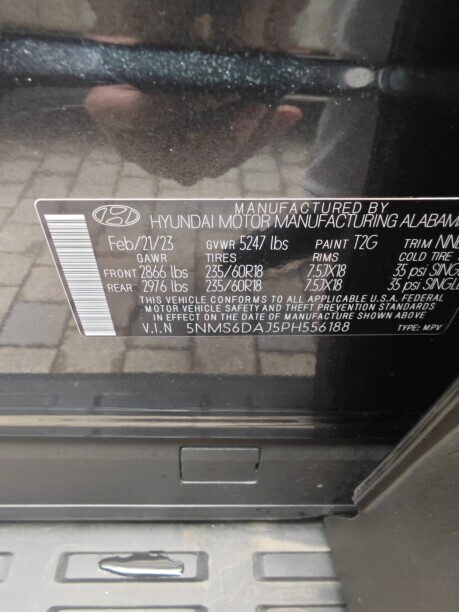 MANUFACTURED BY
HYUNDAI MOTOR MANUFACTURING ALABAMA
Feb/21/23 GVWR 5247 lbs PAINT T2G TRIM NNB
GAWR TIRES RIMS COLD TIRE
FRONT 2866 lbs 235/60R18 7.5JX18 35 psi SINGL
REAR 2976 lbs 235/60R18 7.5JX18 35 psi SINGLE
THIS VEHICLE CONFORMS TO ALL APPLICABLE U.S.A. FEDERAL
MOTOR VEHICLE SAFETY AND THEFT PREVENTION STANDARDS
IN EFFECT ON THE DATE OF MANUFACTURE SHOWN ABOVE
V.I.N 5NMS6DAJ5PH556188 TYPE: MPV